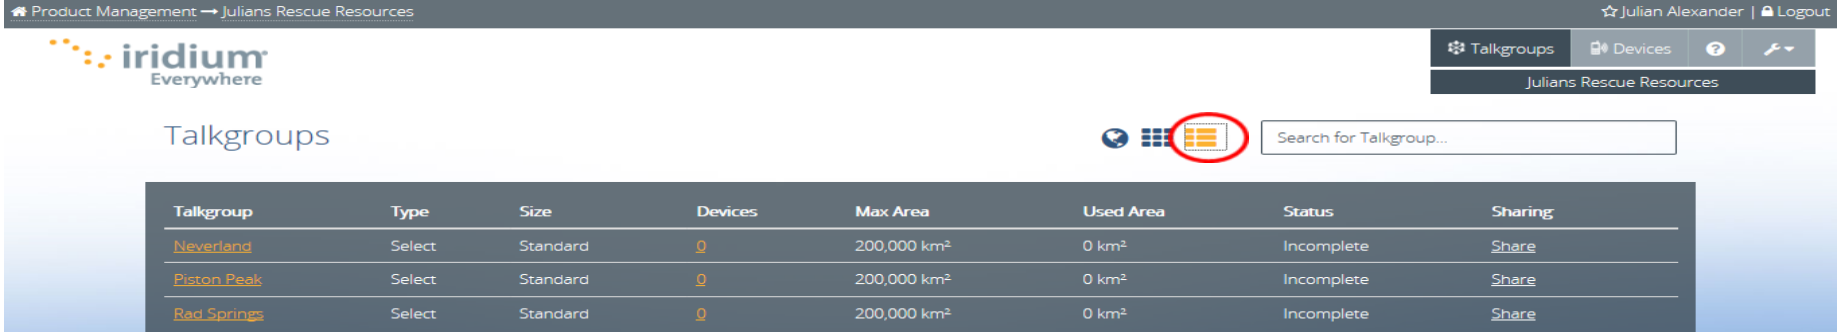 Product Management → Julians Rescue Resources
Julian Alexander | Logout
iridium
Everywhere
Talkgroups Devices ?
Julians Rescue Resources
Talkgroups
Search for Talkgroup...
Talkgroup Type Size Devices Max Area Used Area Status Sharing
Neverland Select Standard 0 200,000 km² 0 km² Incomplete Share
Piston Peak Select Standard 0 200,000 km² 0 km² Incomplete Share
Rad Springs Select Standard 0 200,000 km² 0 km² Incomplete Share